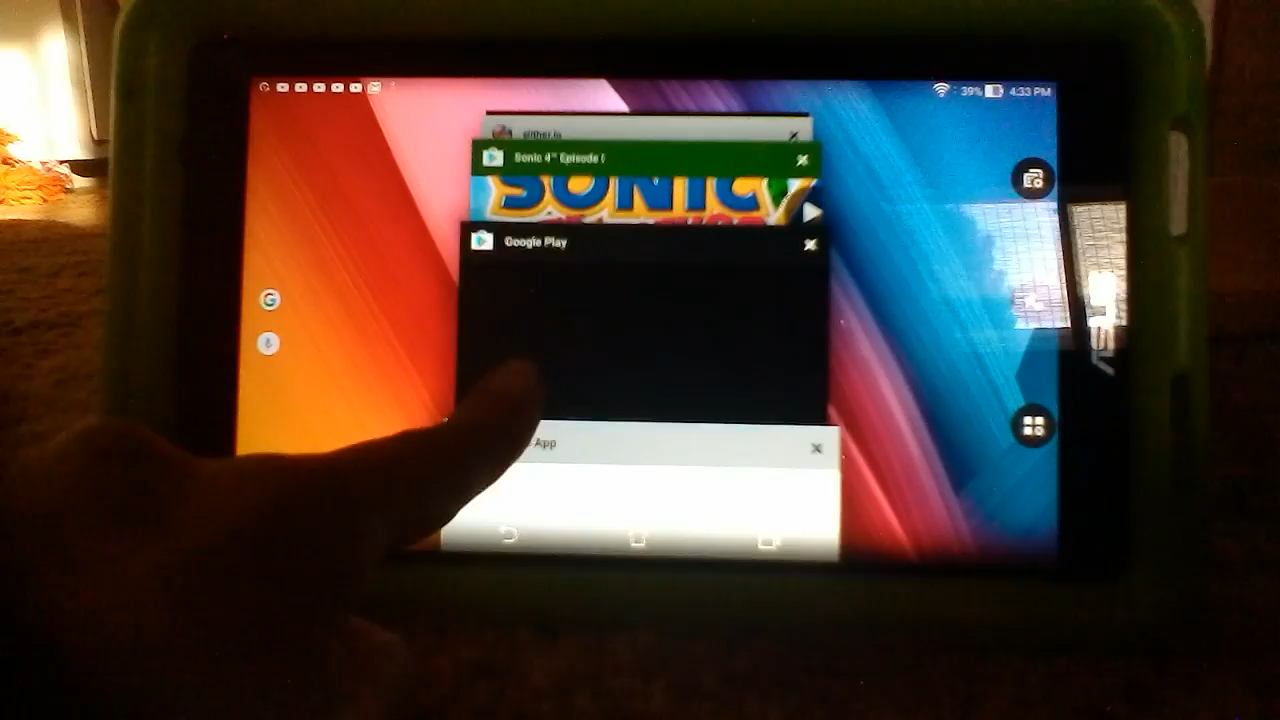 39% 4:33 PM
slither.io
Sonic 4™ Episode I
SONIC
Google Play
App
G